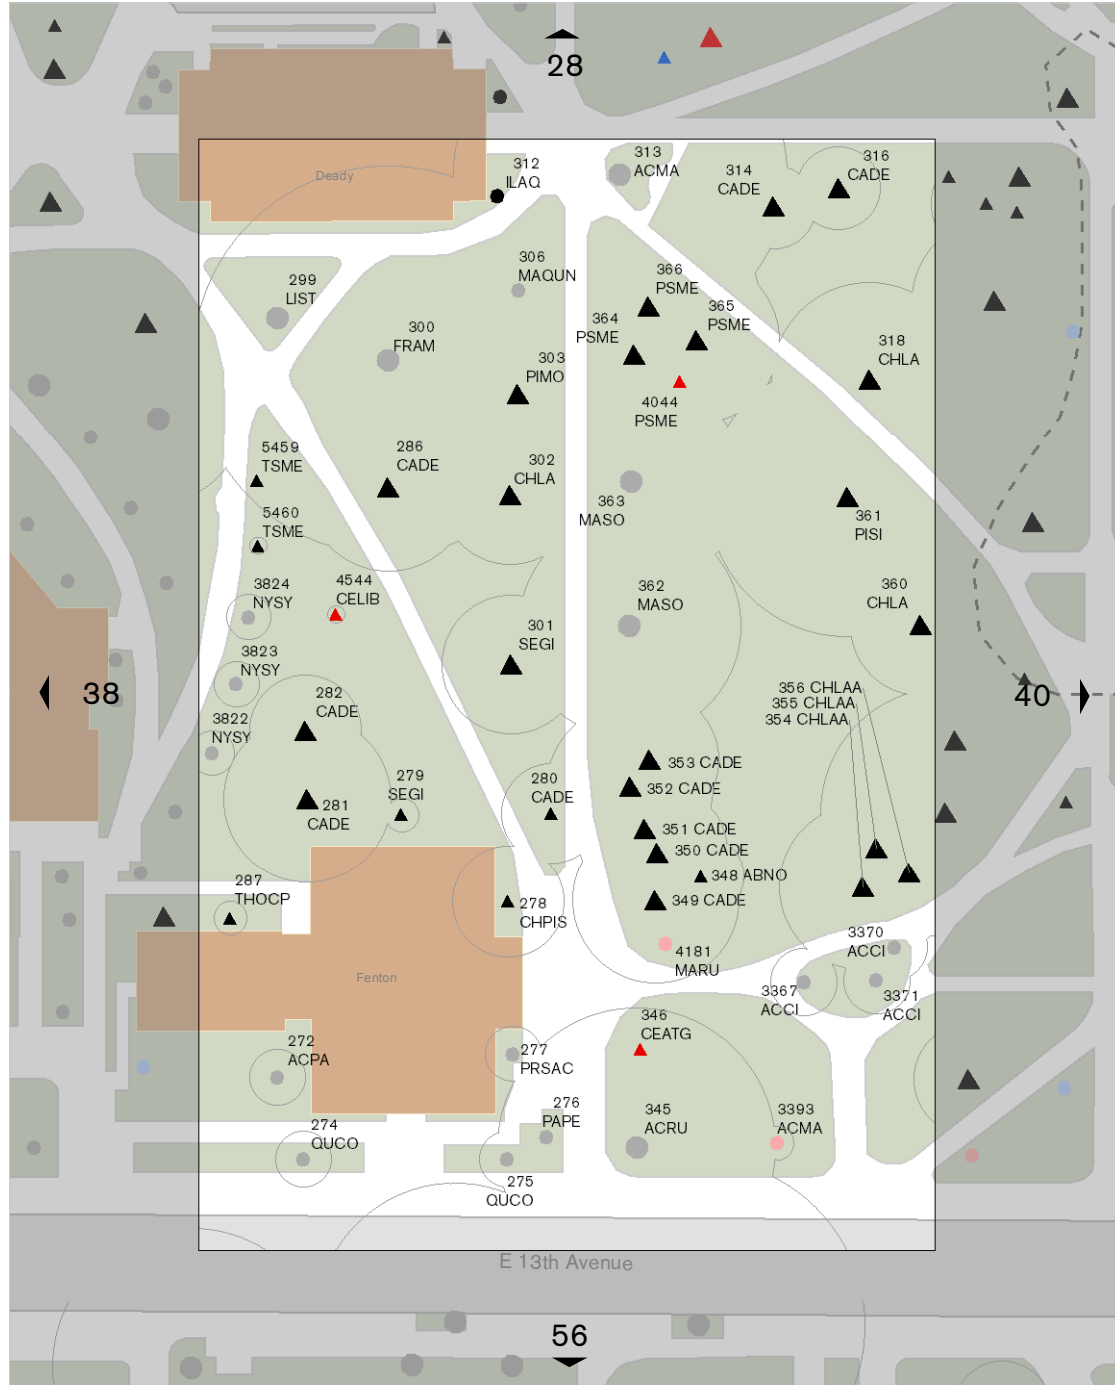 28
Deady
312
ILAQ
313
ACMA
314
CADE
316
CADE
306
MAQUN
299
LIST
300
FRAM
303
PIMO
366
PSME
365
PSME
364
PSME
318
CHLA
4044
PSME
5459
TSME
286
CADE
302
CHLA
363
MASO
361
PISI
5460
TSME
3824
NYSY
4544
CELIB
362
MASO
360
CHLA
301
SEGI
3823
NYSY
38
282
CADE
356 CHLAA
355 CHLAA
354 CHLAA
40
3822
NYSY
353 CADE
279
SEGI
280
CADE
352 CADE
281
CADE
351 CADE
350 CADE
348 ABNO
287
THOCP
278
CHPIS
349 CADE
4181
MARU
3370
ACCI
Fenton
3367
ACCI
3371
ACCI
346
CEATG
272
ACPA
277
PRSAC
276
PAPE
274
QUCO
345
ACRU
3393
ACMA
275
QUCO
E 13th Avenue
56